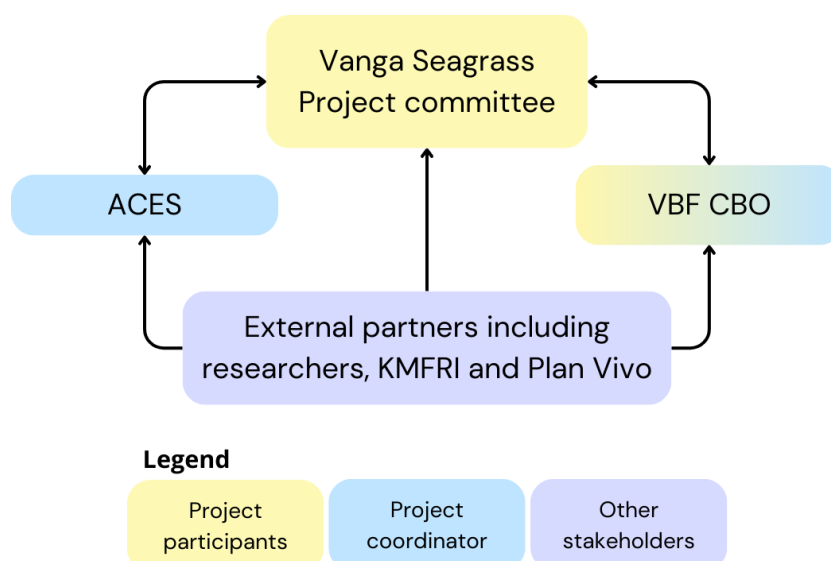 Vanga Seagrass
Project committee
ACES
VBF CBO
External partners including
researchers, KMFRI and Plan Vivo
Legend
Project
participants
Project
coordinator
Other
stakeholders